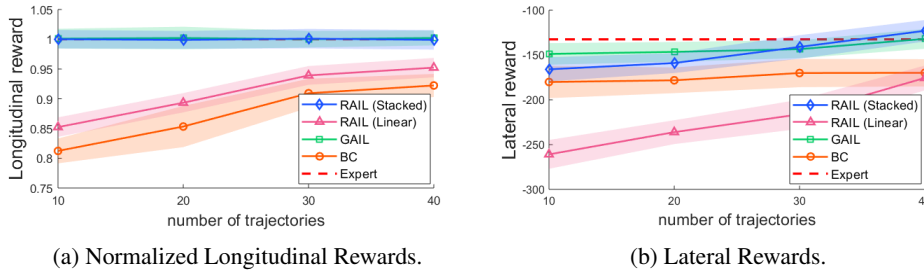 1.05
1
0.95
0.9
0.85
0.8
0.75
Longitudinal reward
RAIL (Stacked)
RAIL (Linear)
GAIL
BC
Expert
10
20
30
40
number of trajectories
(a) Normalized Longitudinal Rewards.
-100
-150
-200
-250
-300
Lateral reward
RAIL (Stacked)
RAIL (Linear)
GAIL
BC
Expert
10
20
30
4
number of trajectories
(b) Lateral Rewards.